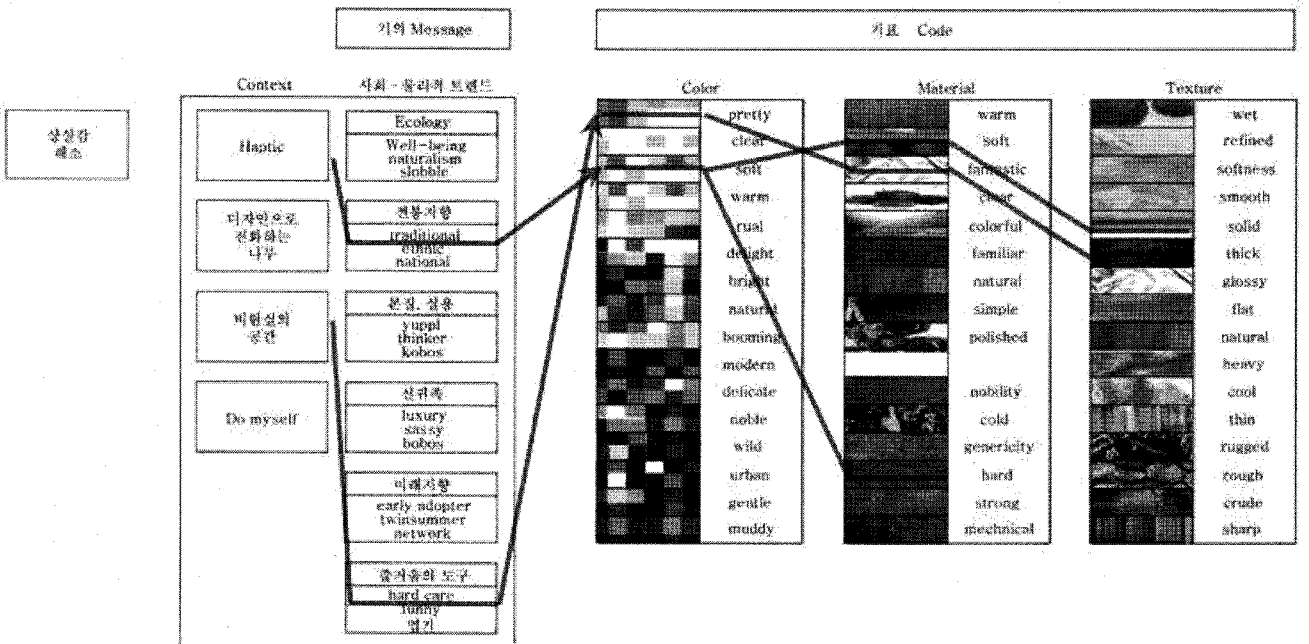 기의 Message
기표 Code
Context
사회·물리적 트렌드
상실감
해소
Haptic
디자인으로
진화하는
나무
비현실의
공간
Do myself
Ecology
Well-being
naturalism
slobble
전통지향
traditional
ethnic
national
본질, 실용
yuppl
thinker
kobos
신귀족
luxury
sassy
bobos
미래지향
early adopter
twinsummer
network
즐거움의 도구
hard care
funny
엽기
Color
pretty
clear
soft
warm
rual
delight
bright
natural
booming
modern
delicate
noble
wild
urban
gentle
muddy
Material
warm
soft
fantastic
clear
colorful
familiar
natural
simple
polished
nobility
cold
genericity
hard
strong
mechnical
Texture
wet
refined
softness
smooth
solid
thick
glossy
flat
natural
heavy
cool
thin
rugged
rough
crude
sharp